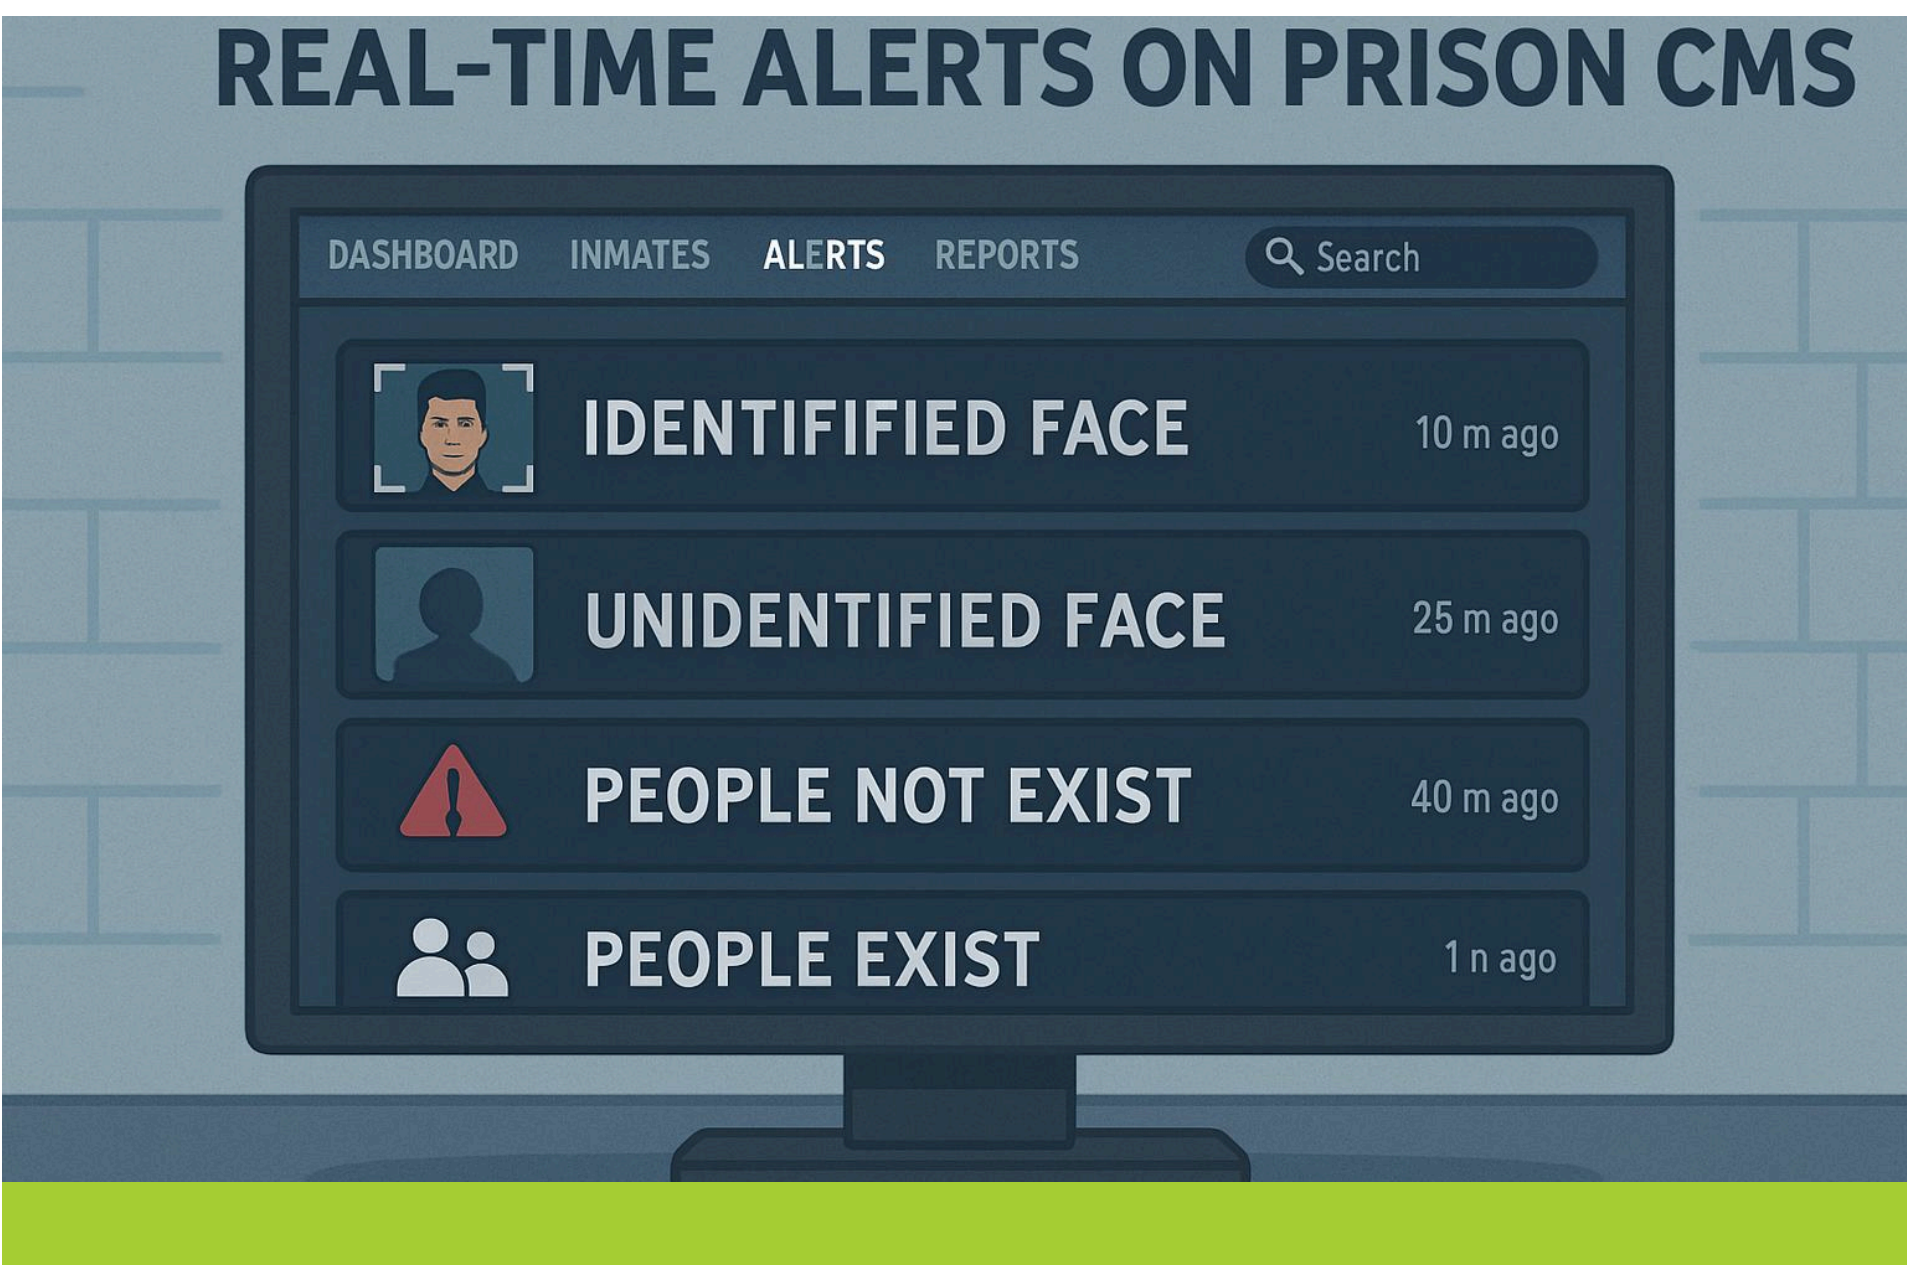 REAL-TIME ALERTS ON PRISON CMS
DASHBOARD INMATES ALERTS REPORTS Search
IDENTIFIFIED FACE 10 m ago
UNIDENTIFIED FACE 25 m ago
PEOPLE NOT EXIST 40 m ago
PEOPLE EXIST 1 n ago